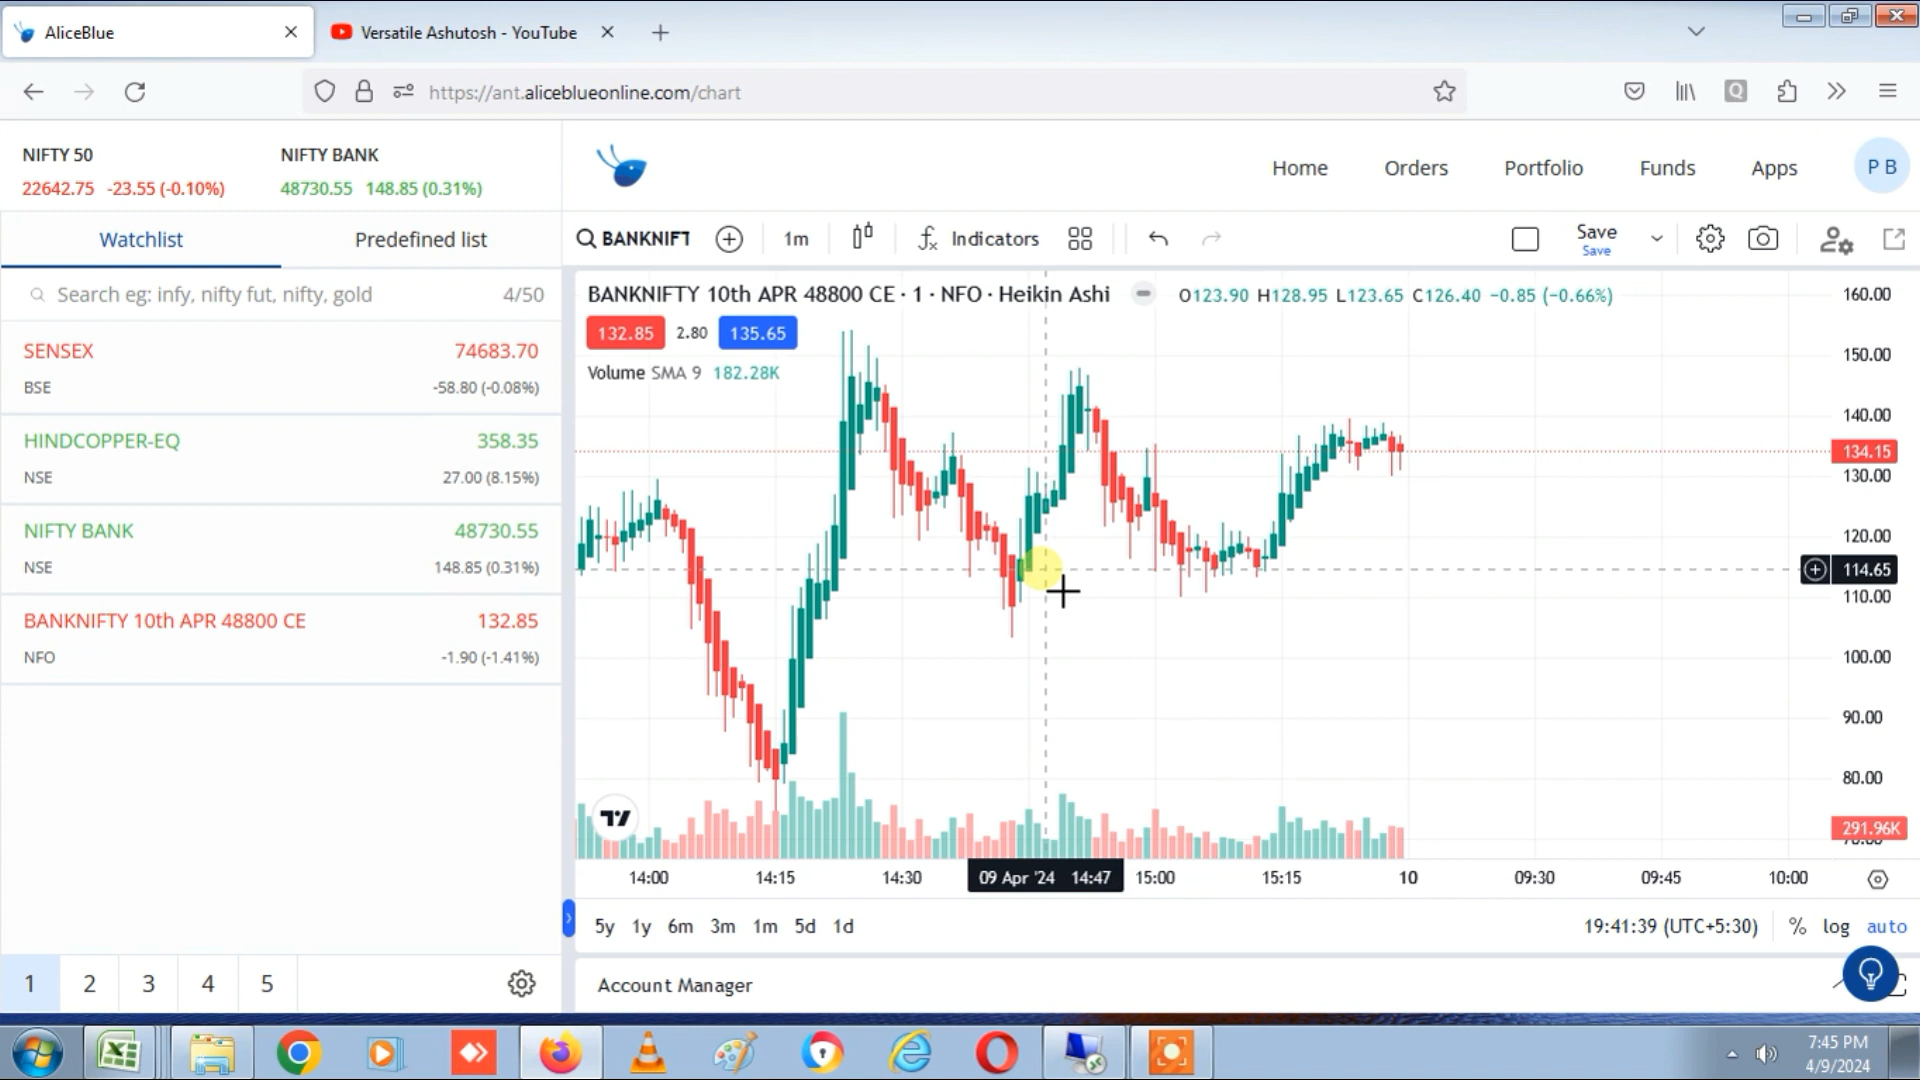 AliceBlue
Versatile Ashutosh - YouTube
https://ant.aliceblueonline.com/chart
NIFTY 50
22642.75 -23.55 (-0.10%)
NIFTY BANK
48730.55 148.85 (0.31%)
Home Orders Portfolio Funds Apps P B
Watchlist Predefined list
Search eg: infy, nifty fut, nifty, gold 4/50
SENSEX 74683.70
BSE -58.80 (-0.08%)
HINDCOPPER-EQ 358.35
NSE 27.00 (8.15%)
NIFTY BANK 48730.55
NSE 148.85 (0.31%)
BANKNIFTY 10th APR 48800 CE 132.85
NFO -1.90 (-1.41%)
1 2 3 4 5
BANKNIFT 1m Indicators Save
Save
BANKNIFTY 10th APR 48800 CE · 1 · NFO · Heikin Ashi O123.90 H128.95 L123.65 C126.40 −0.85 (−0.66%)
132.85 2.80 135.65
Volume SMA 9 182.28K
160.00
150.00
140.00
134.15
130.00
120.00
114.65
110.00
100.00
90.00
80.00
291.96K
14:00 14:15 14:30 09 Apr '24 14:47 15:00 15:15 10 09:30 09:45 10:00
5y 1y 6m 3m 1m 5d 1d 19:41:39 (UTC+5:30) % log auto
Account Manager
7:45 PM
4/9/2024